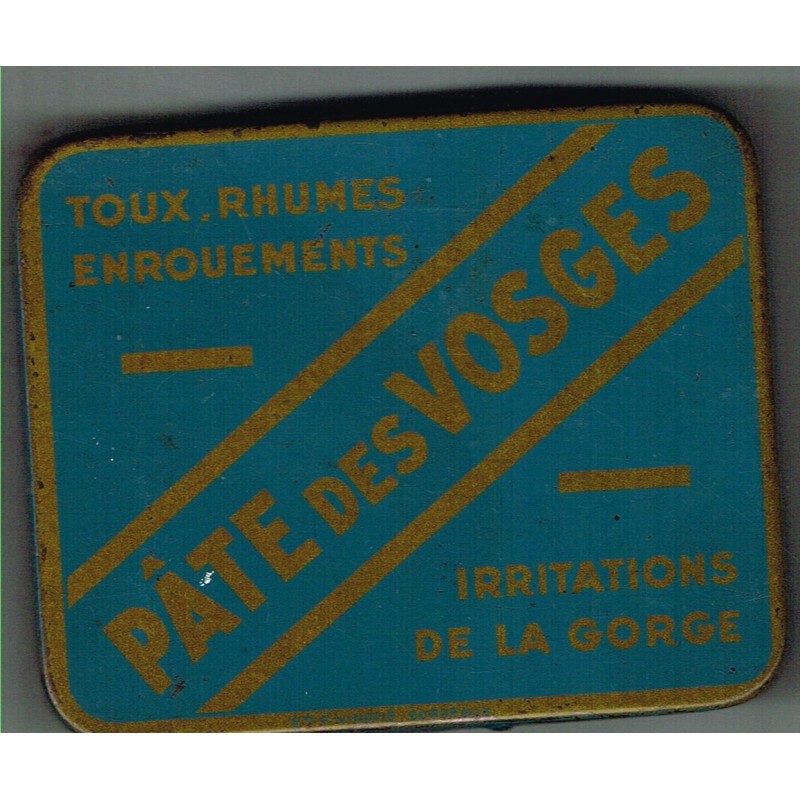 TOUX.RHUMES
ENROUEMENTS
PÂTE DES VOSGES
IRRITATIONS
DE LA GORGE